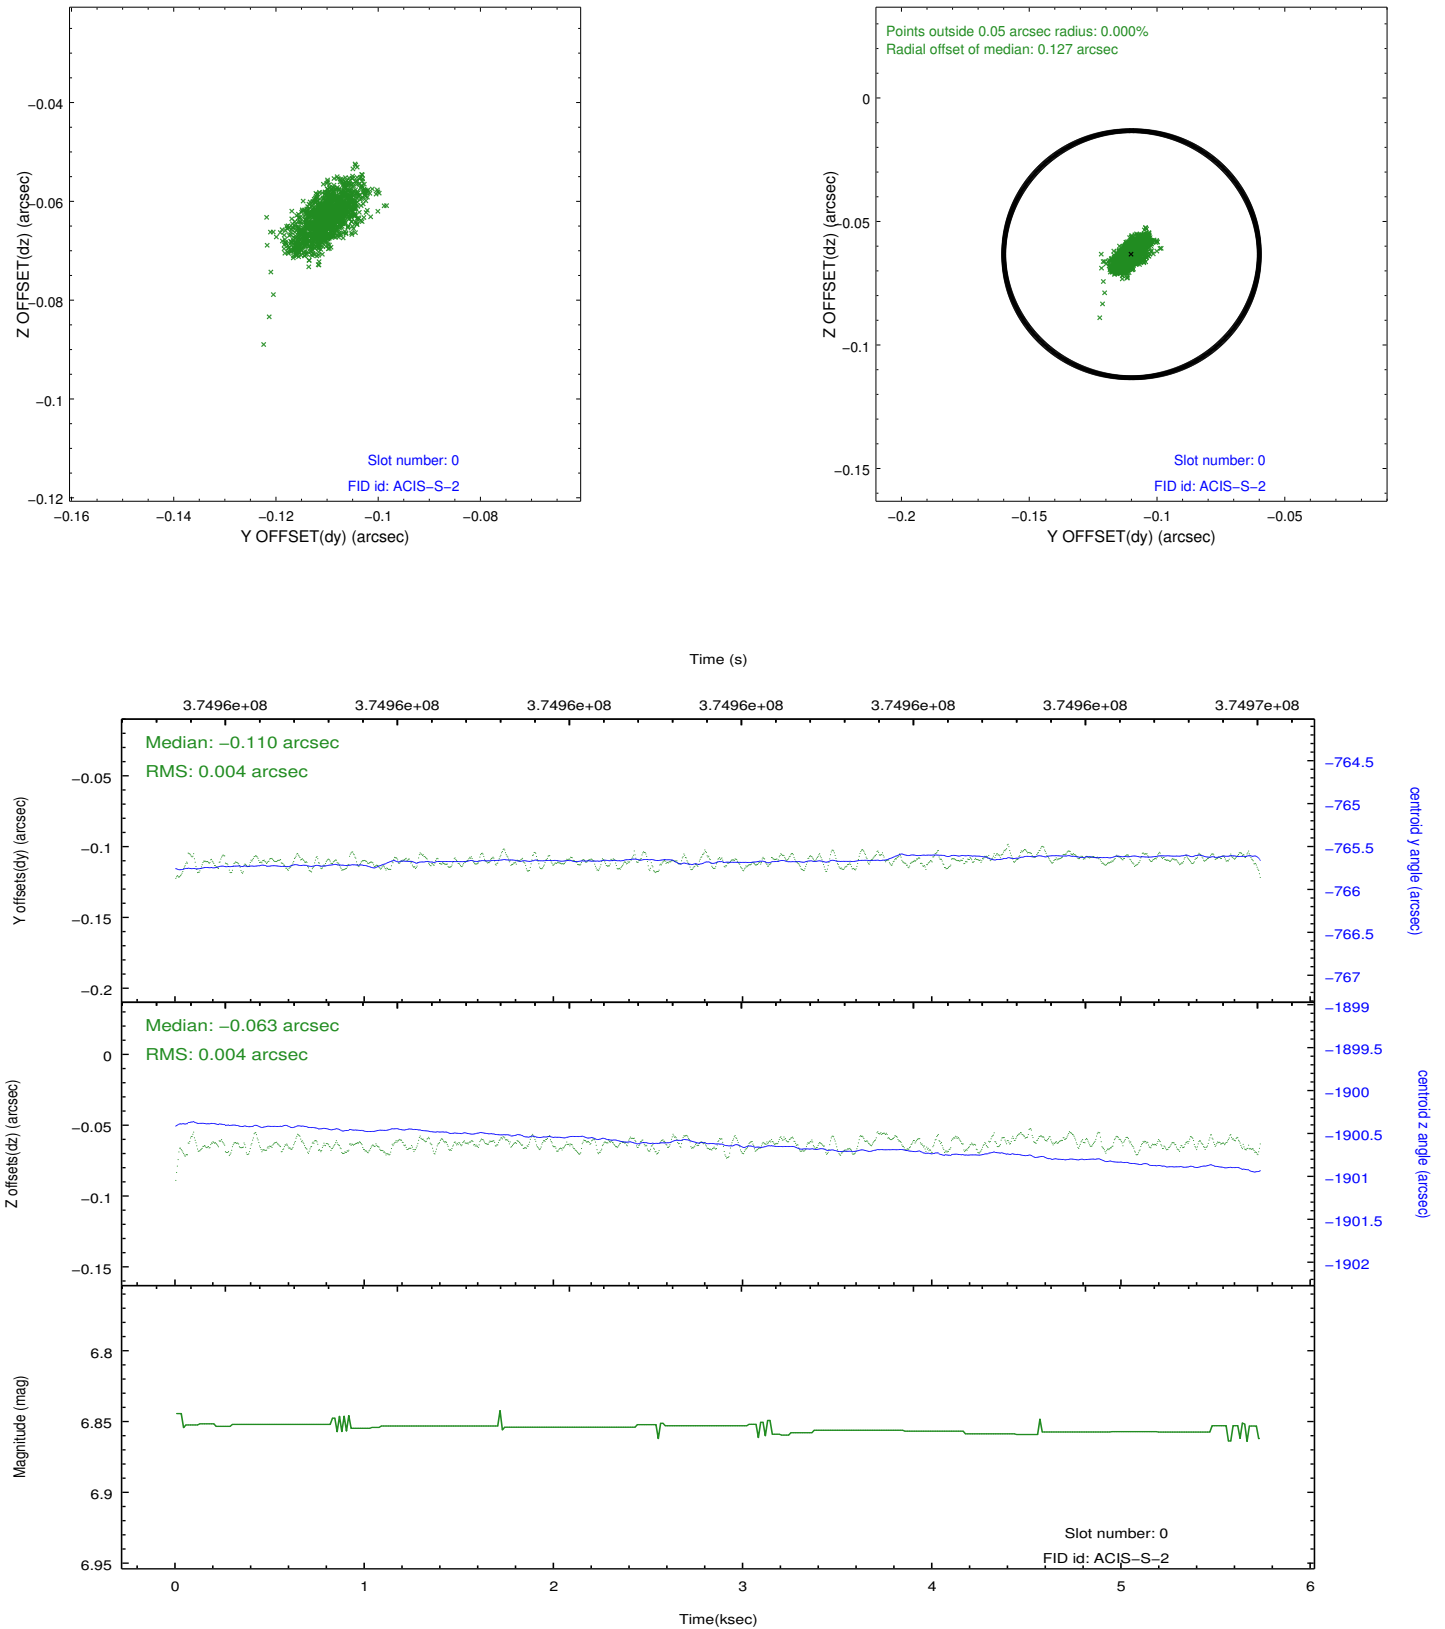 −0.04
−0.06
−0.08
−0.1
−0.12
Z OFFSET(dz) (arcsec)
Slot number: 0
FID id: ACIS−S−2
−0.16
−0.14
−0.12
−0.1
−0.08
Y OFFSET(dy) (arcsec)
Points outside 0.05 arcsec radius: 0.000%
Radial offset of median: 0.127 arcsec
0
−0.05
−0.1
−0.15
Z OFFSET(dz) (arcsec)
Slot number: 0
FID id: ACIS−S−2
−0.2
−0.15
−0.1
−0.05
Y OFFSET(dy) (arcsec)
Time (s)
3.7496e+08
3.7496e+08
3.7496e+08
3.7496e+08
3.7496e+08
3.7496e+08
3.7497e+08
Median: −0.110 arcsec
RMS: 0.004 arcsec
−0.05
−0.1
−0.15
−0.2
Y offsets(dy) (arcsec)
−764.5
−765
−765.5
−766
−766.5
−767
centroid y angle (arcsec)
Median: −0.063 arcsec
RMS: 0.004 arcsec
0
−0.05
−0.1
−0.15
Z offsets(dz) (arcsec)
−1899
−1899.5
−1900
−1900.5
−1901
−1901.5
−1902
centroid z angle (arcsec)
6.8
6.85
6.9
6.95
Magnitude (mag)
Slot number: 0
FID id: ACIS−S−2
0
1
2
3
4
5
6
Time(ksec)